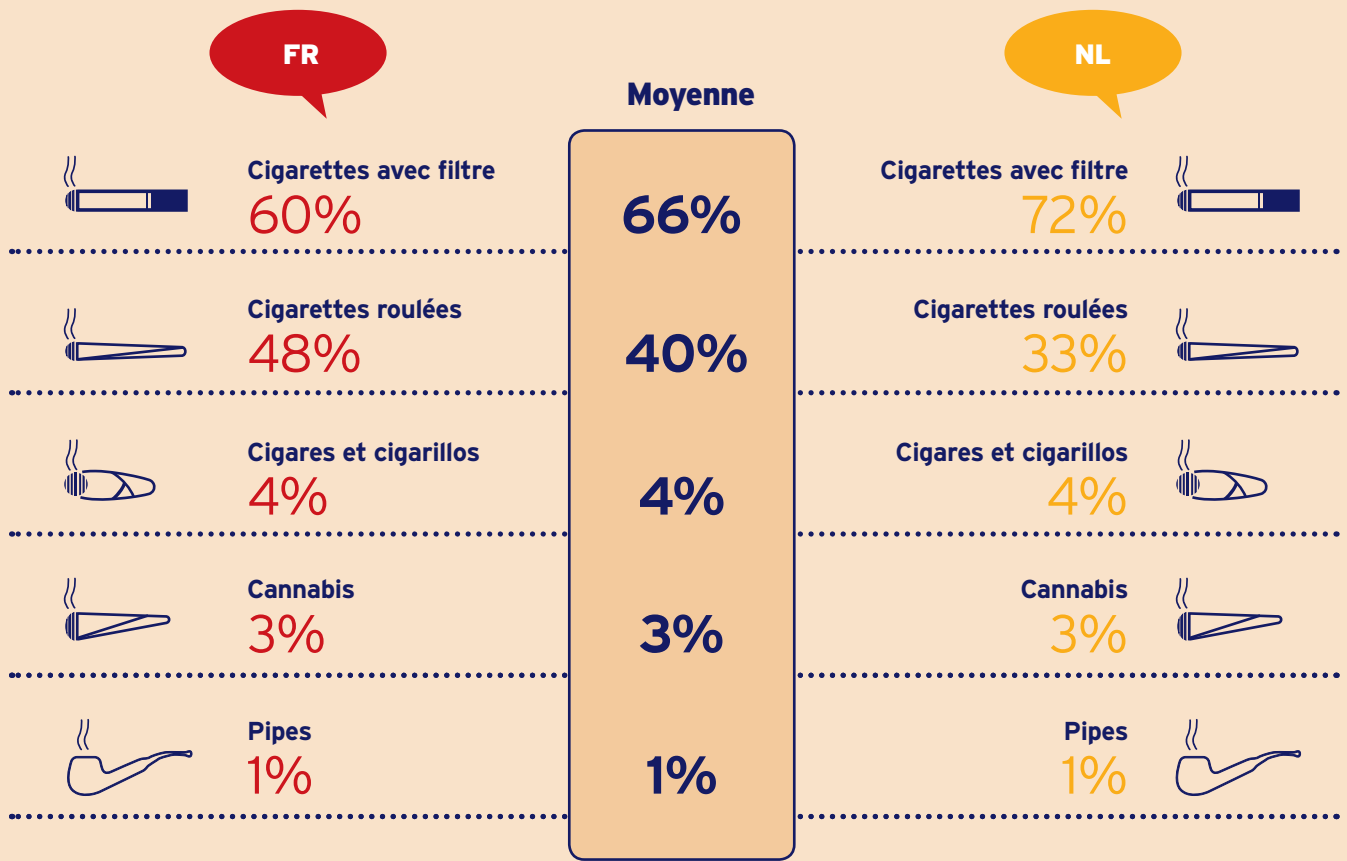 FR
NL
Moyenne
Cigarettes avec filtre
60%
66%
Cigarettes avec filtre
72%
Cigarettes roulées
48%
40%
Cigarettes roulées
33%
Cigares et cigarillos
4%
4%
Cigares et cigarillos
4%
Cannabis
3%
3%
Cannabis
3%
Pipes
1%
1%
Pipes
1%